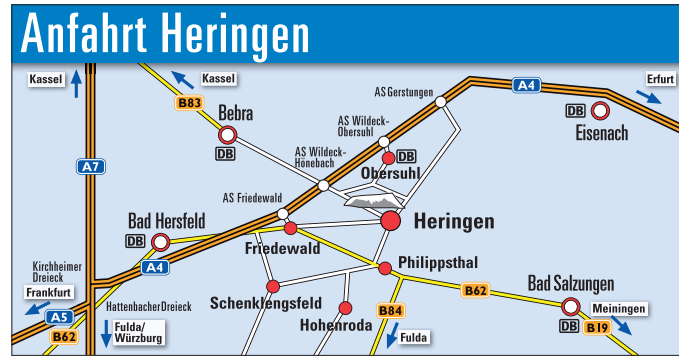 Anfahrt Heringen
Kassel
Kassel
B83
AS Gerstungen
A4
Erfurt
DB
Eisenach
Bebra
DB
AS Wildeck-
Obersuhl
DB
Obersuhl
AS Wildeck-
Hönebach
A7
AS Friedewald
Bad Hersfeld
DB
Heringen
Friedewald
Kirchheimer
Dreieck
A4
Philippsthal
Frankfurt
Hattenbacher Dreieck
Schenklengsfeld
B62
Bad Salzungen
A5
Fulda/
Würzburg
B62
Hohenroda
B84
Fulda
Meiningen
DB
B19